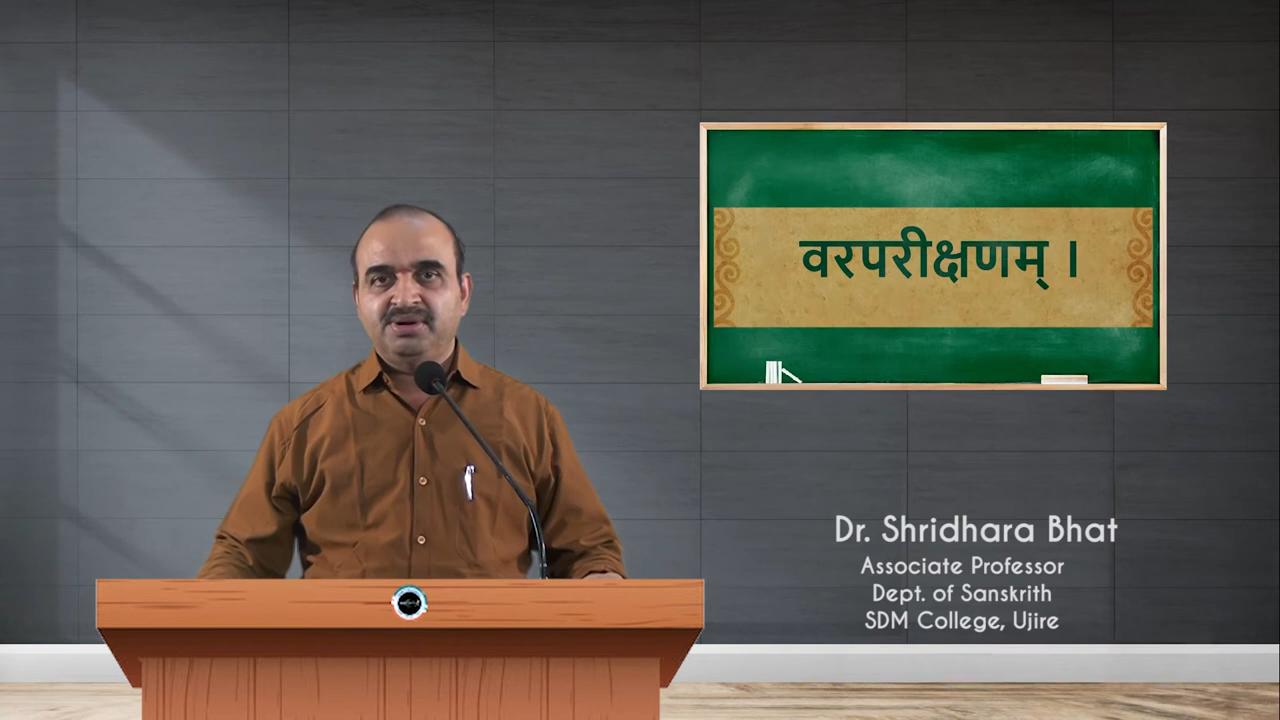 वरपरीक्षणम् ।
Dr. Shridhara Bhat
Associate Professor
Dept. of Sanskrith
SDM College, Ujire